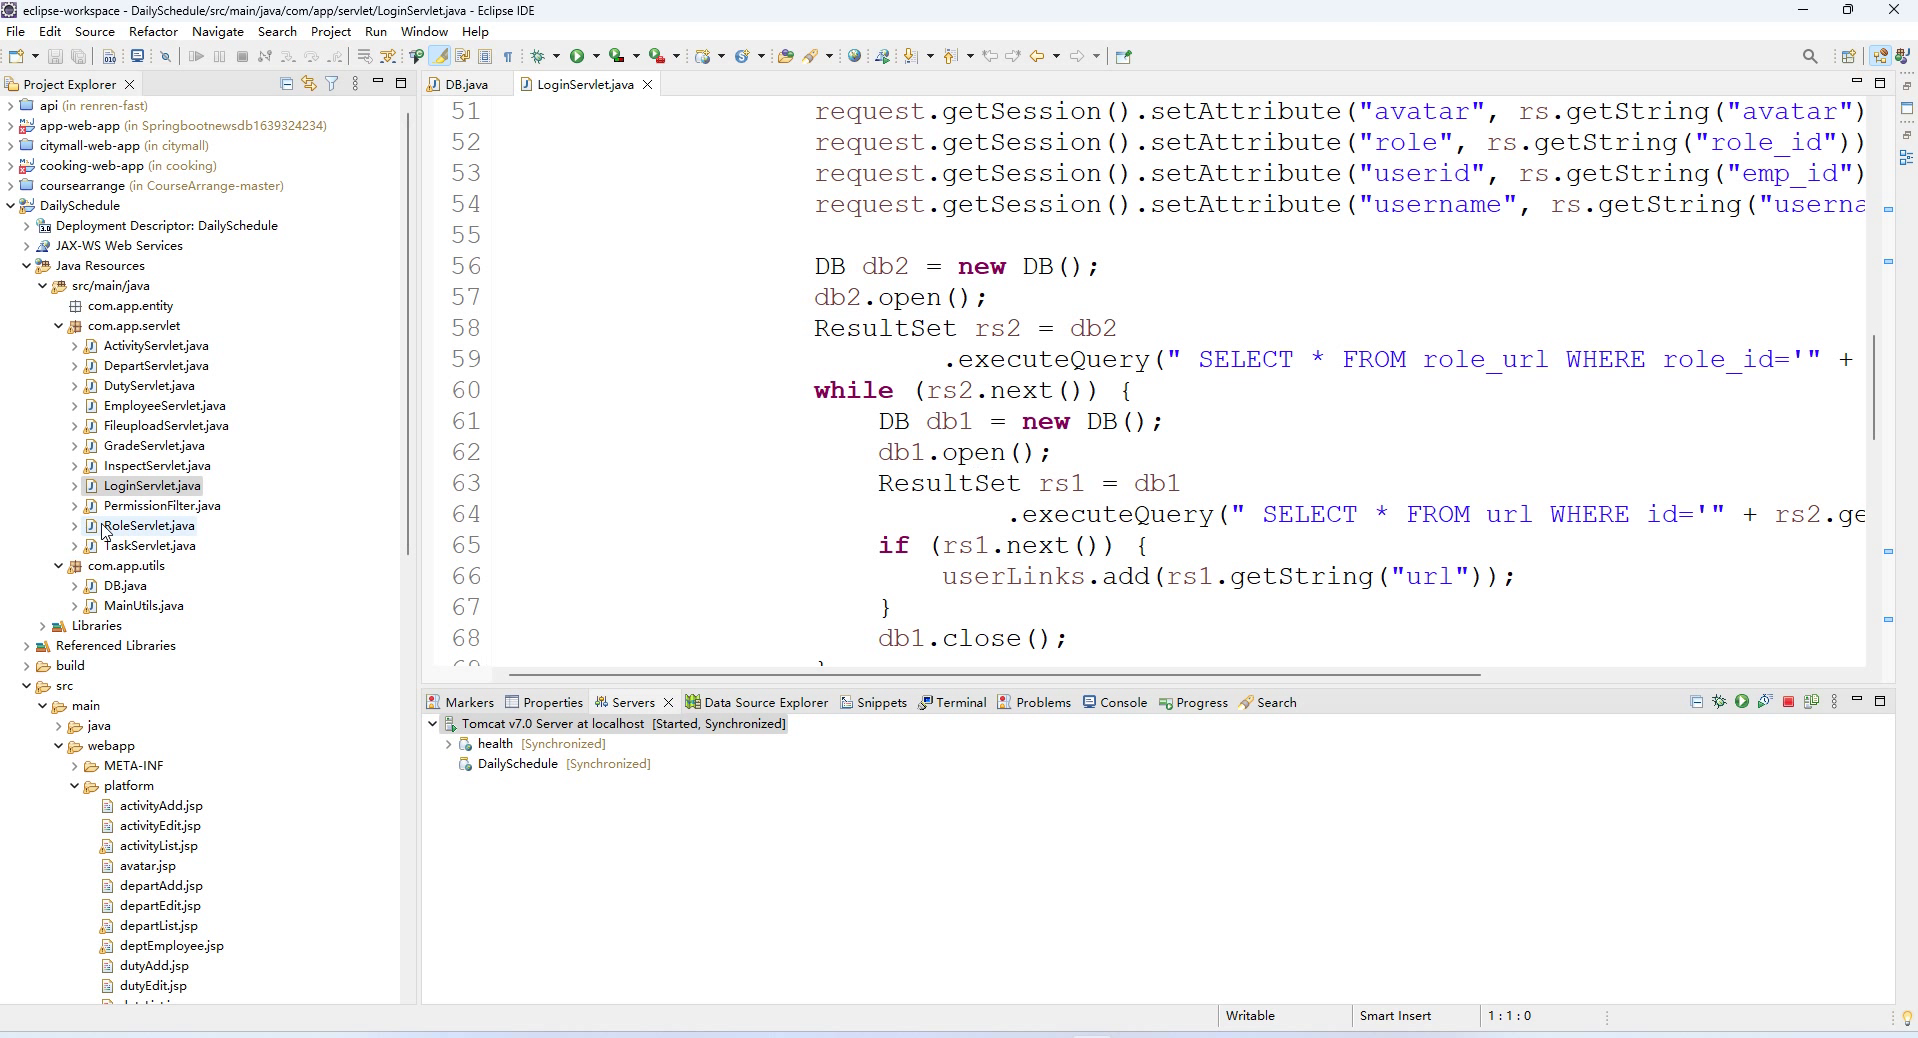 eclipse-workspace - DailySchedule/src/main/java/com/app/servlet/LoginServlet.java - Eclipse IDE
File Edit Source Refactor Navigate Search Project Run Window Help
Project Explorer
api (in renren-fast)
app-web-app (in Springbootnewsdb1639324234)
citymall-web-app (in citymall)
cooking-web-app (in cooking)
coursearrange (in CourseArrange-master)
DailySchedule
Deployment Descriptor: DailySchedule
JAX-WS Web Services
Java Resources
src/main/java
com.app.entity
com.app.servlet
ActivityServlet.java
DepartServlet.java
DutyServlet.java
EmployeeServlet.java
FileuploadServlet.java
GradeServlet.java
InspectServlet.java
LoginServlet.java
PermissionFilter.java
RoleServlet.java
TaskServlet.java
com.app.utils
DB.java
MainUtils.java
Libraries
Referenced Libraries
build
src
main
java
webapp
META-INF
platform
activityAdd.jsp
activityEdit.jsp
activityList.jsp
avatar.jsp
departAdd.jsp
departEdit.jsp
departList.jsp
deptEmployee.jsp
dutyAdd.jsp
dutyEdit.jsp
DB.java LoginServlet.java
51 request.getSession().setAttribute("avatar", rs.getString("avatar")
52 request.getSession().setAttribute("role", rs.getString("role_id"))
53 request.getSession().setAttribute("userid", rs.getString("emp_id")
54 request.getSession().setAttribute("username", rs.getString("userna
55
56 DB db2 = new DB();
57 db2.open();
58 ResultSet rs2 = db2
59 .executeQuery(" SELECT * FROM role_url WHERE role_id='" +
60 while (rs2.next()) {
61 DB db1 = new DB();
62 db1.open();
63 ResultSet rs1 = db1
64 .executeQuery(" SELECT * FROM url WHERE id='" + rs2.ge
65 if (rs1.next()) {
66 userLinks.add(rs1.getString("url"));
67 }
68 db1.close();
Markers Properties Servers Data Source Explorer Snippets Terminal Problems Console Progress Search
Tomcat v7.0 Server at localhost [Started, Synchronized]
health [Synchronized]
DailySchedule [Synchronized]
Writable Smart Insert 1 : 1 : 0